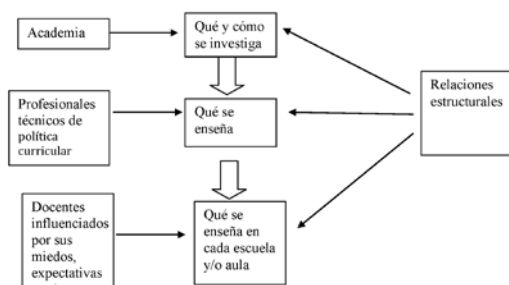 Academia
Qué y cómo
se investiga
Profesionales
técnicos de
política
curricular
Qué se
enseña
Relaciones
estructurales
Docentes
influenciados
por sus
miedos,
expectativas
Qué se
enseña en
cada escuela
y/o aula